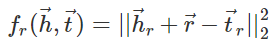 $f_r(\vec{h}, \vec{t}) = ||\vec{h}_r + \vec{r} - \vec{t}_r||_2^2$